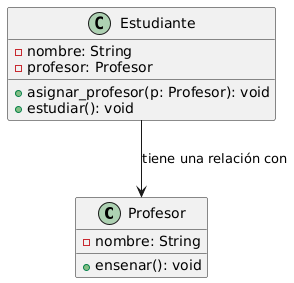 C Estudiante
nombre: String
profesor: Profesor
asignar_profesor(p: Profesor): void
estudiar(): void
tiene una relación con
C Profesor
nombre: String
ensenar(): void